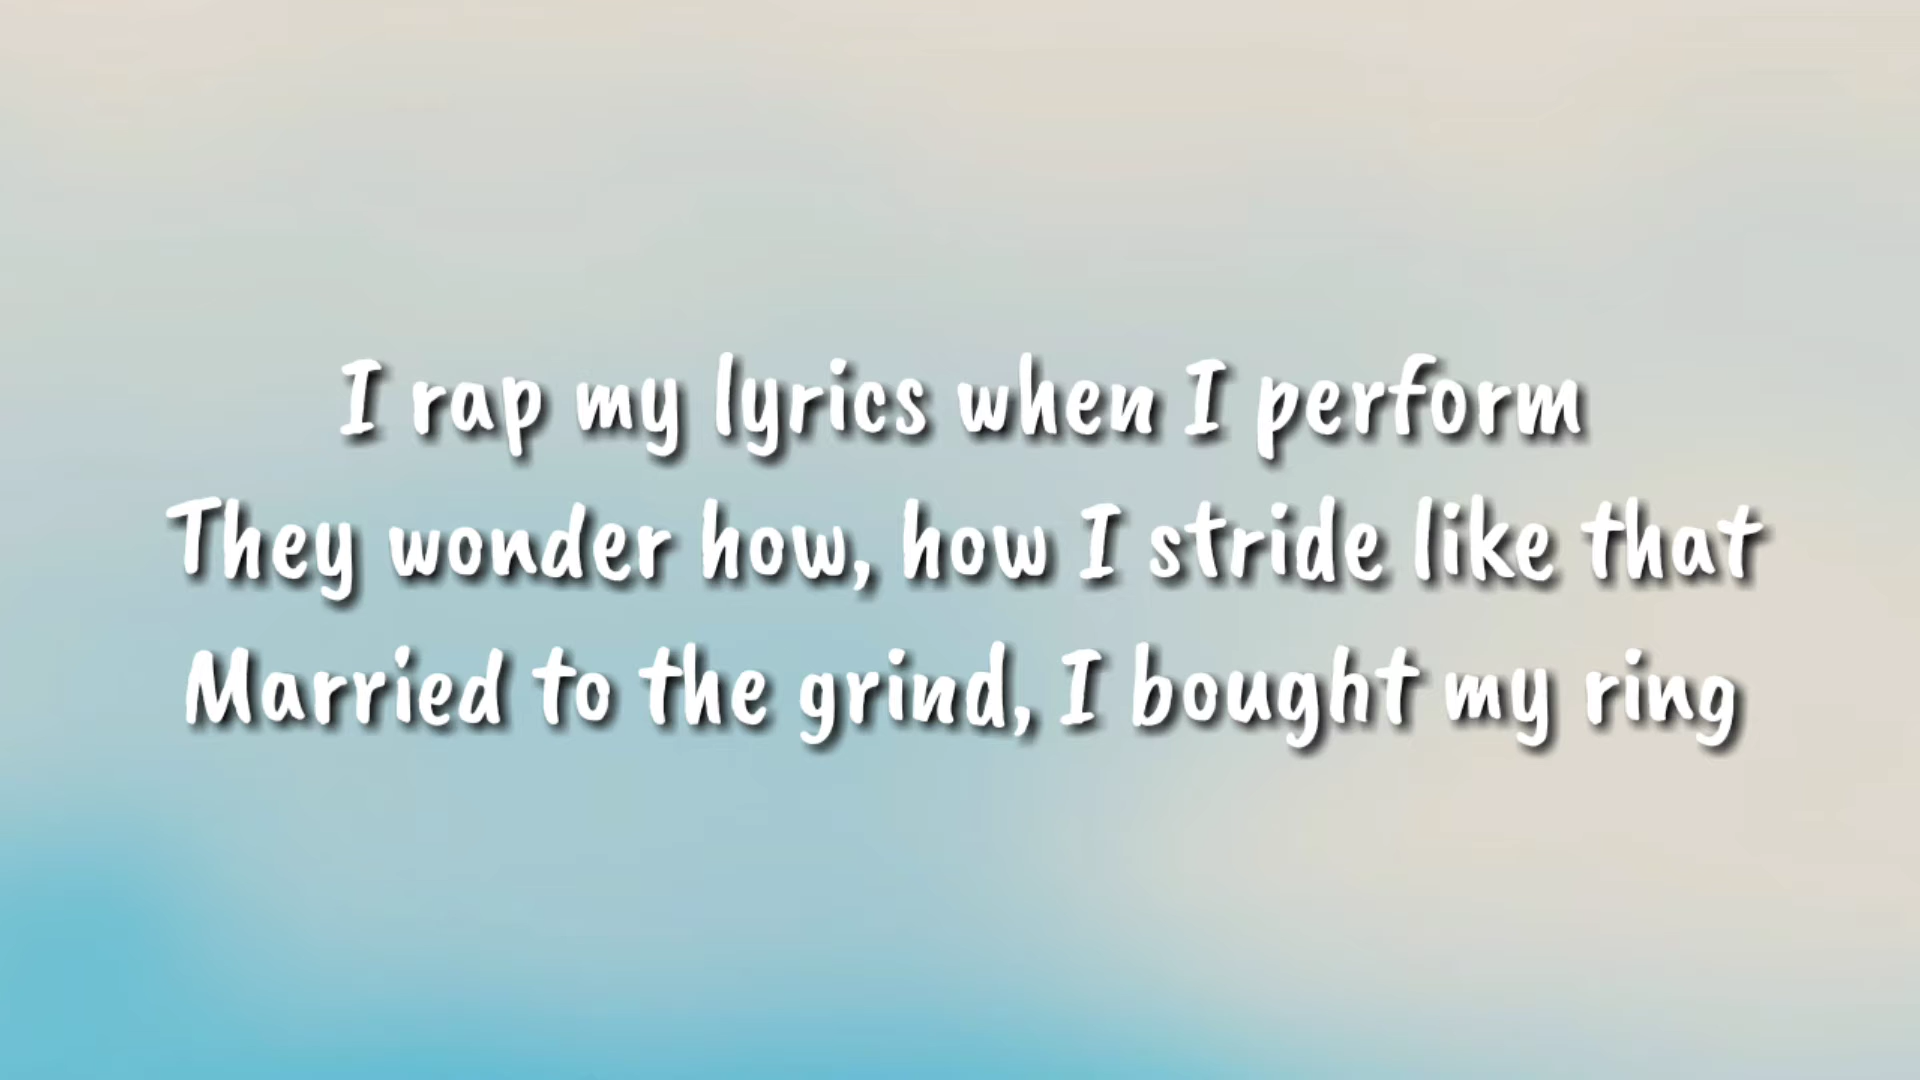 I rap my lyrics when I perform
They wonder how, how I stride like that
Married to the grind, I bought my ring